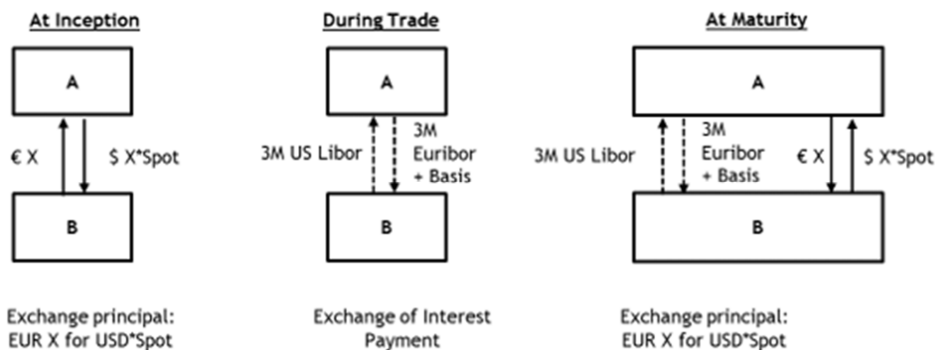 At Inception
A
€ X
$ X*Spot
B
Exchange principal:
EUR X for USD*Spot
During Trade
A
3M US Libor
3M
Euribor
+ Basis
B
Exchange of Interest
Payment
At Maturity
A
3M US Libor
3M
Euribor
+ Basis
€ X
$ X*Spot
B
Exchange principal:
EUR X for USD*Spot